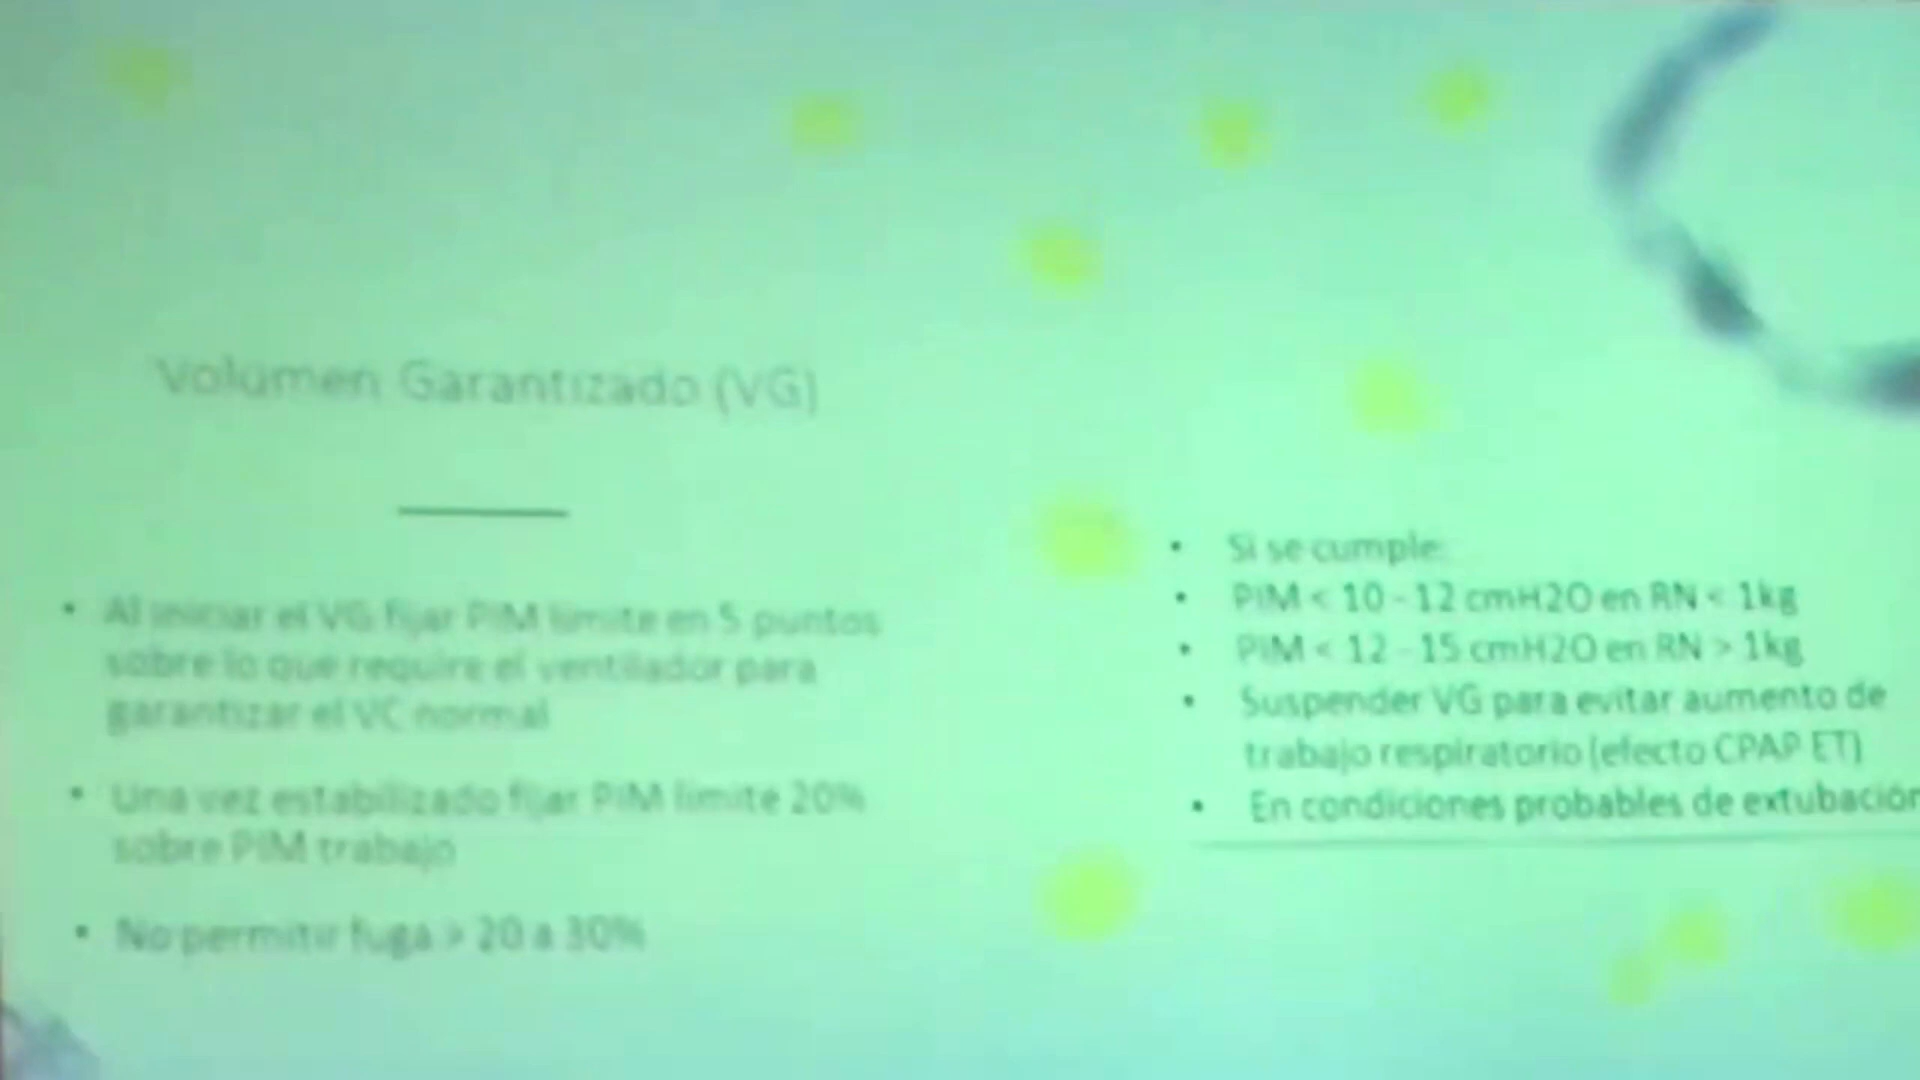 Volumen Garantizado (VG)
• Al iniciar el VG fijar PIM limite en 5 puntos
sobre lo que require el ventilador para
garantizar el VC normal
• Una vez estabilizado fijar PIM limite 20%
sobre PIM trabajo
• No permitir fuga > 20 a 30%
• Si se cumple:
• PIM < 10 - 12 cmH2O en RN < 1kg
• PIM < 12 - 15 cmH2O en RN > 1kg
• Suspender VG para evitar aumento de
trabajo respiratorio (efecto CPAP ET)
• En condiciones probables de extubación